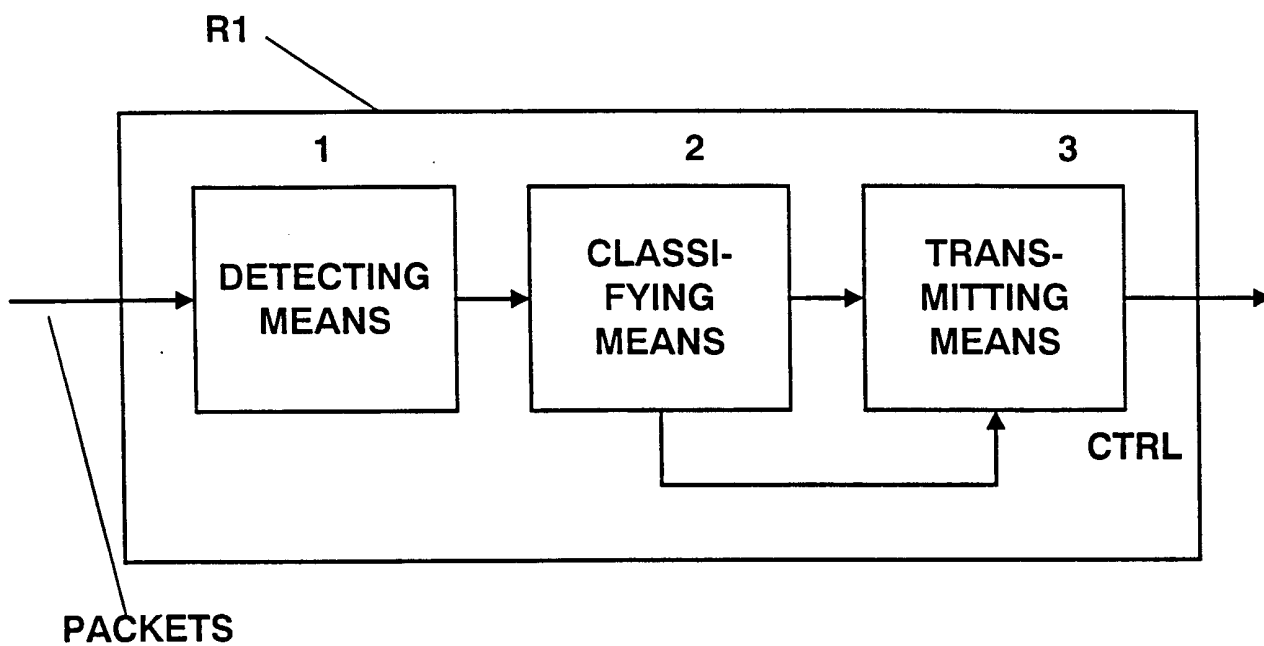 R1
1
2
3
DETECTING
MEANS
CLASSI-
FYING
MEANS
TRANS-
MITTING
MEANS
CTRL
PACKETS